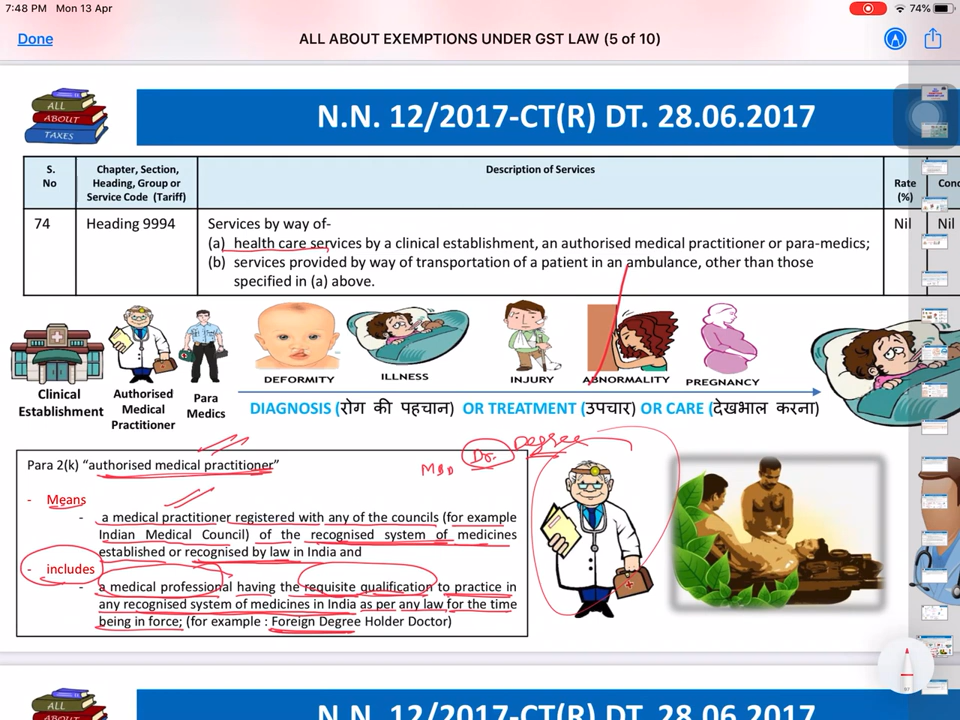 7:48 PM Mon 13 Apr
74%
Done
ALL ABOUT EXEMPTIONS UNDER GST LAW (5 of 10)
ALL
ABOUT
TAXES
N.N. 12/2017-CT(R) DT. 28.06.2017
S. No
Chapter, Section, Heading, Group or Service Code (Tariff)
Description of Services
Rate (%)
74
Heading 9994
Services by way of-
(a) health care services by a clinical establishment, an authorised medical practitioner or para-medics;
(b) services provided by way of transportation of a patient in an ambulance, other than those
specified in (a) above.
Nil
Nil
Clinical
Establishment
Authorised
Medical
Practitioner
Para
Medics
DEFORMITY
ILLNESS
INJURY
ABNORMALITY
PREGNANCY
DIAGNOSIS (रोग की पहचान) OR TREATMENT (उपचार) OR CARE (देखभाल करना)
Dr.
Degree
Para 2(k) “authorised medical practitioner”
- Means
- a medical practitioner registered with any of the councils (for example
Indian Medical Council) of the recognised system of medicines
established or recognised by law in India and
- includes
- a medical professional having the requisite qualification to practice in
any recognised system of medicines in India as per any law for the time
being in force; (for example : Foreign Degree Holder Doctor)
ALL
ABOUT
N.N. 12/2017-CT(R) DT. 28.06.2017